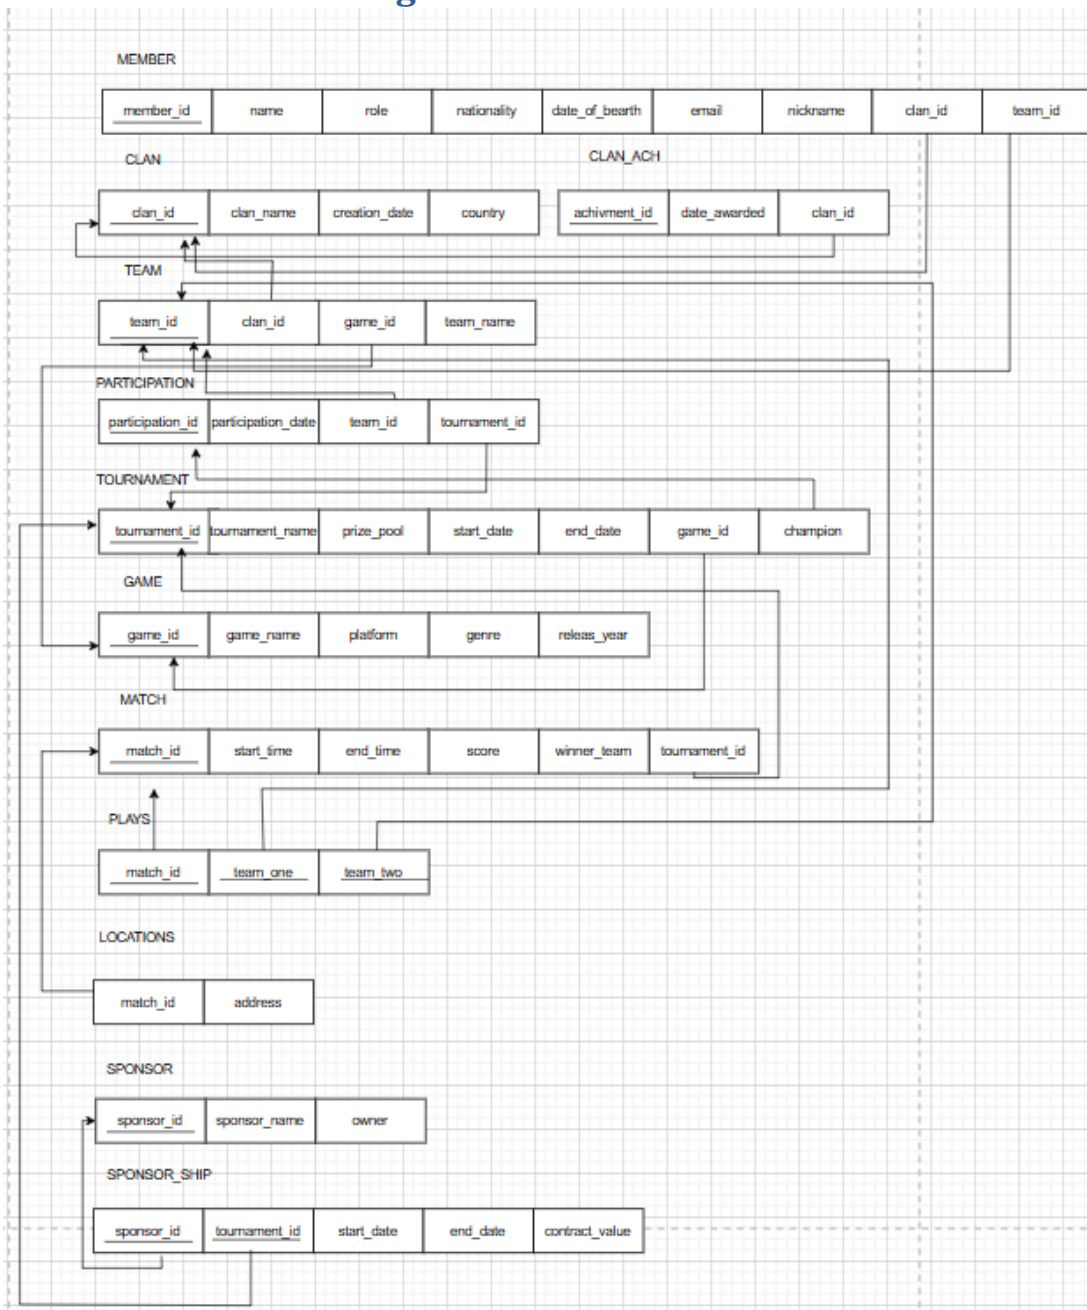 MEMBER
member_id name role nationality date_of_bearth email nickname clan_id team_id
CLAN CLAN_ACH
clan_id clan_name creation_date country achivment_id date_awarded clan_id
TEAM
team_id clan_id game_id team_name
PARTICIPATION
participation_id participation_date team_id tournament_id
TOURNAMENT
tournament_id tournament_name prize_pool start_date end_date game_id champion
GAME
game_id game_name platform genre releas_year
MATCH
match_id start_time end_time score winner_team tournament_id
PLAYS
match_id team_one team_two
LOCATIONS
match_id address
SPONSOR
sponsor_id sponsor_name owner
SPONSOR_SHIP
sponsor_id tournament_id start_date end_date contract_value